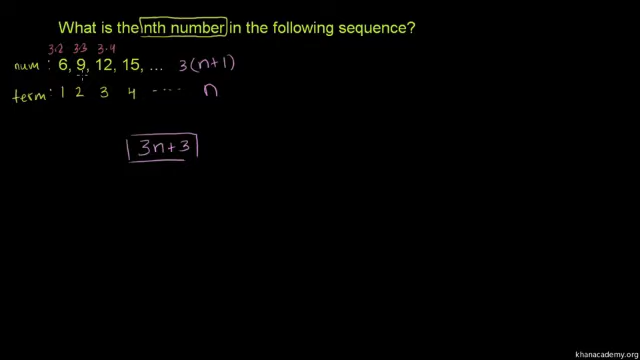 What is the nth number in the following sequence?
3·2 3·3 3·4
num : 6, 9, 12, 15, ... 3(n+1)
term : 1 2 3 4 .... n
3n+3
khanacademy.org